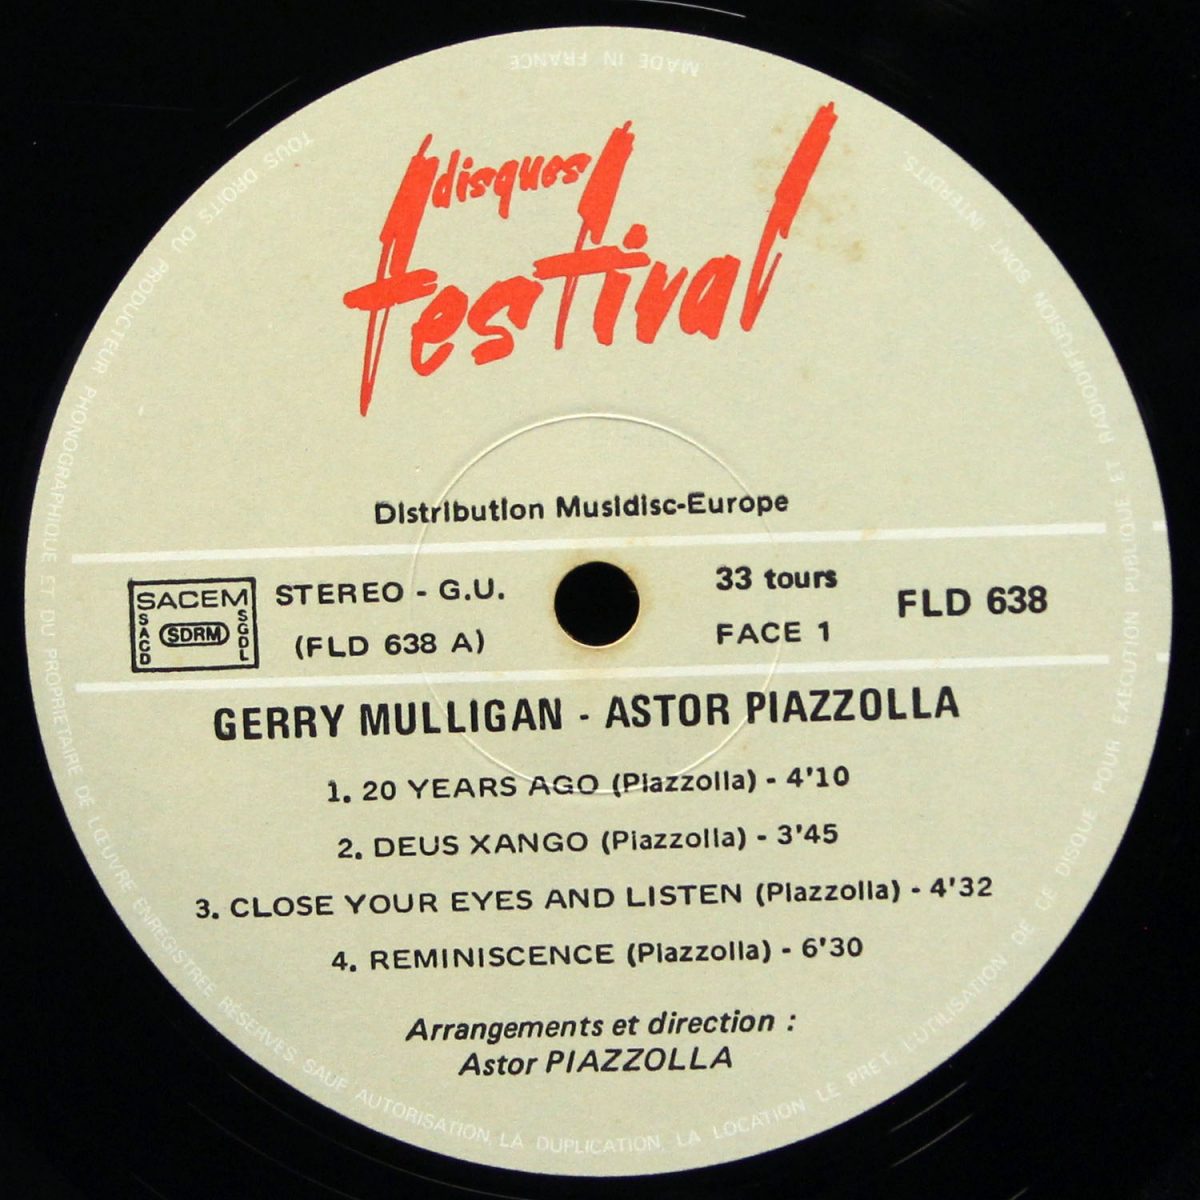 MADE IN FRANCE
disques
festival
Distribution Musidisc-Europe
SACEM
SACD
SDRM
SGDL
STEREO - G.U.
(FLD 638 A)
33 tours
FACE 1
FLD 638
GERRY MULLIGAN - ASTOR PIAZZOLLA
1. 20 YEARS AGO (Piazzolla) - 4'10
2. DEUS XANGO (Piazzolla) - 3'45
3. CLOSE YOUR EYES AND LISTEN (Piazzolla) - 4'32
4. REMINISCENCE (Piazzolla) - 6'30
Arrangements et direction :
Astor PIAZZOLLA
TOUS DROITS DU PRODUCTEUR PHONOGRAPHIQUE ET DU PROPRIETAIRE DE L'ŒUVRE ENREGISTREE RÉSERVES SAUF AUTORISATION, LA DUPLICATION, LA LOCATION LE PRET L'UTILISATION DE CE DISQUE POUR EXECUTION PUBLIQUE ET RADIODIFFUSION SONT INTERDITS